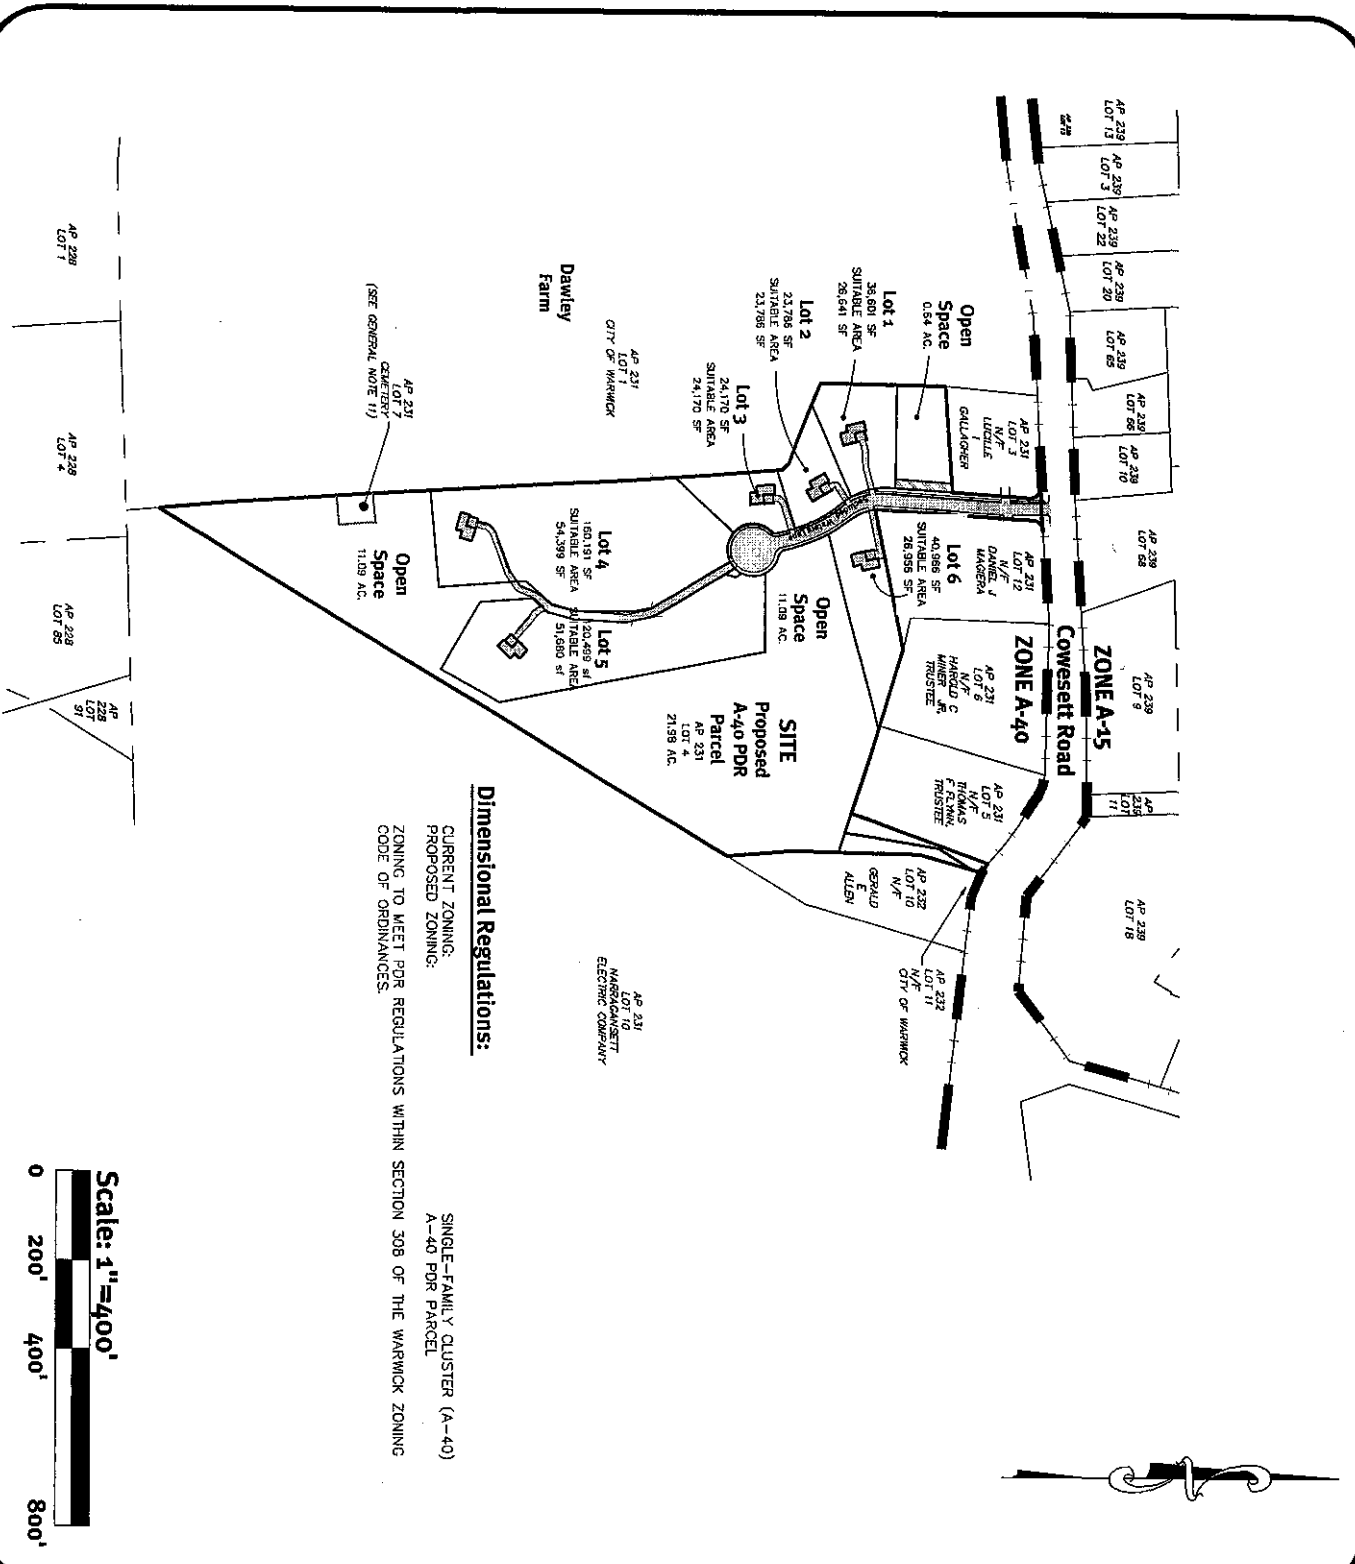 AP 239
LOT 13
AP 239
LOT 3
AP 239
LOT 22
AP 239
LOT 20
AP 239
LOT 65
AP 239
LOT 66
AP 239
LOT 10
AP 239
LOT 68
AP 239
LOT 9
AP
239
LOT
11
AP 239
LOT 18
ZONE A-15
Cowesett Road
ZONE A-40
AP 231
LOT 3
N/F
LUCILLE
I
GALLAGHER
AP 231
LOT 12
N/F
DANIEL J
MAGIERA
AP 231
LOT 6
N/F
HAROLD C
MINER JR,
TRUSTEE
AP 231
LOT 5
N/F
THOMAS
F FLYNN,
TRUSTEE
AP 232
LOT 10
N/F
GERALD
E
ALLEN
AP 232
LOT 11
N/F
CITY OF WARWICK
Open
Space
0.64 AC.
Lot 1
36,601 SF
SUITABLE AREA
26,641 SF
Lot 2
23,786 SF
SUITABLE AREA
23,786 SF
Lot 3
24,170 SF
SUITABLE AREA
24,170 SF
Lot 6
40,966 SF
SUITABLE AREA
26,956 SF
Open
Space
11.09 AC.
Lot 4
160,191 SF
SUITABLE AREA
54,399 SF
Lot 5
120,499 sf
SUITABLE AREA
51,680 sf
SITE
Proposed
A-40 PDR
Parcel
AP 231
LOT 4
21.98 AC.
Open
Space
11.09 AC.
Dawley
Farm
AP 231
LOT 1
CITY OF WARWICK
AP 231
LOT 7
CEMETERY
(SEE GENERAL NOTE 11)
AP 231
LOT 10
NARRAGANSETT
ELECTRIC COMPANY
AP 228
LOT 1
AP 228
LOT 4
AP 228
LOT 85
AP
228
LOT
91
Dimensional Regulations:
CURRENT ZONING: SINGLE-FAMILY CLUSTER (A-40)
PROPOSED ZONING: A-40 PDR PARCEL
ZONING TO MEET PDR REGULATIONS WITHIN SECTION 308 OF THE WARWICK ZONING
CODE OF ORDINANCES.
Scale: 1"=400'
0 200' 400' 800'